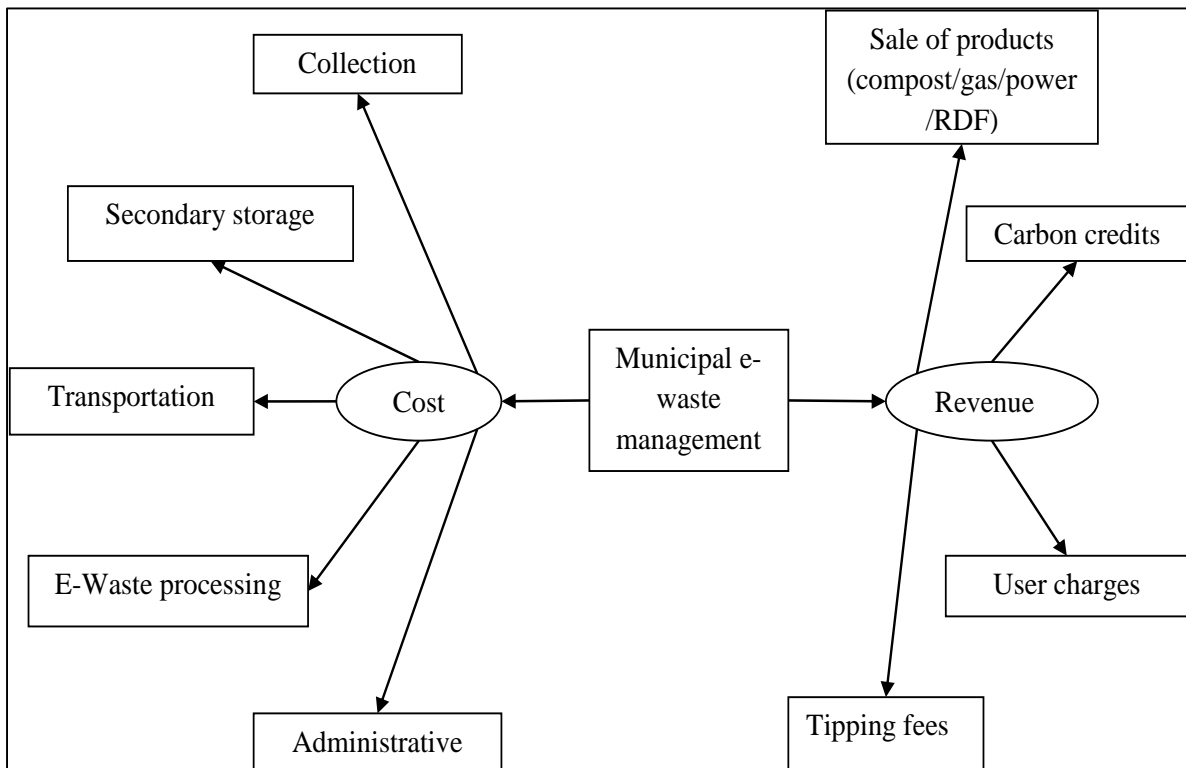 Collection
Sale of products
(compost/gas/power
/RDF)
Secondary storage
Carbon credits
Transportation
Cost
Municipal e-
waste
management
Revenue
E-Waste processing
User charges
Administrative
Tipping fees